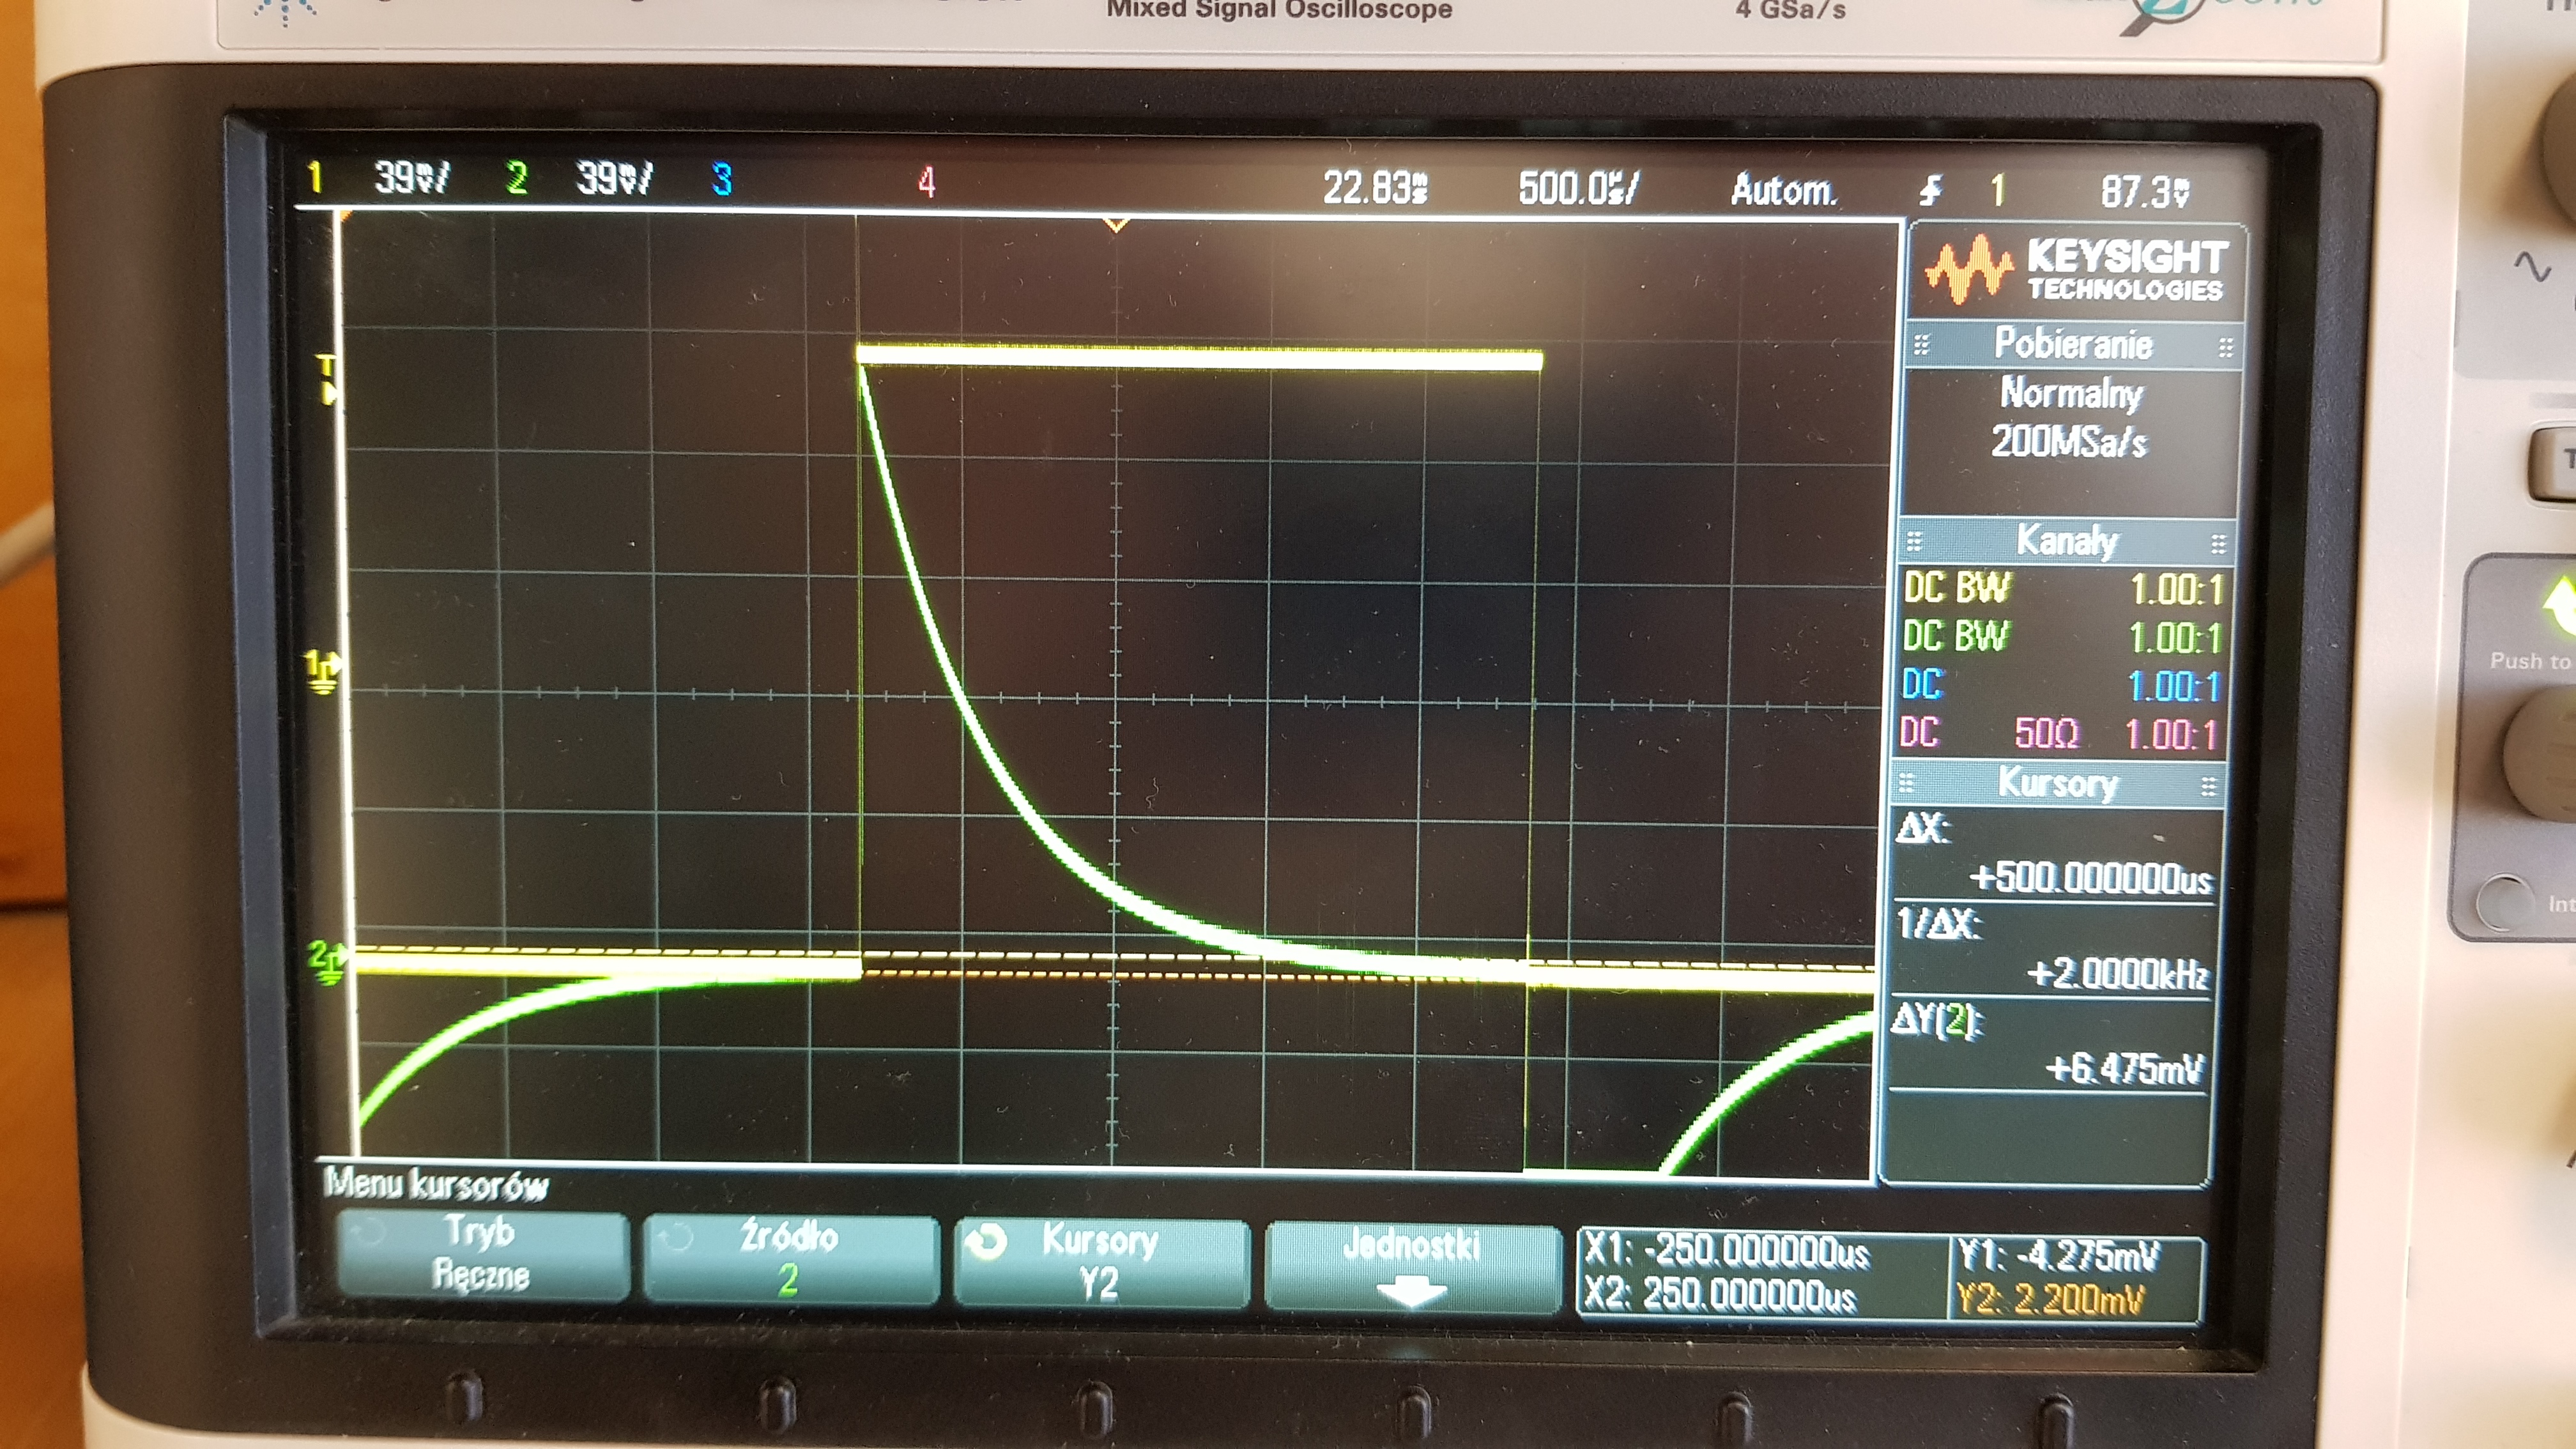 Mixed Signal Oscilloscope 4 GSa/s
1 39mV/ 2 39mV/ 3 4 22.83ms 500.0us/ Autom. 1 87.3mV
KEYSIGHT
TECHNOLOGIES
Pobieranie
Normalny
200MSa/s
Kanały
DC BW 1.00:1
DC BW 1.00:1
DC 1.00:1
DC 50Ω 1.00:1
Kursory
ΔX:
+500.000000us
1/ΔX:
+2.0000kHz
ΔY(2):
+6.475mV
T
1
2
Menu kursorów
Tryb
Ręczne
Źródło
2
Kursory
Y2
Jednostki
X1: -250.000000us
X2: 250.000000us
Y1: -4.275mV
Y2: 2.200mV
Push to
Int